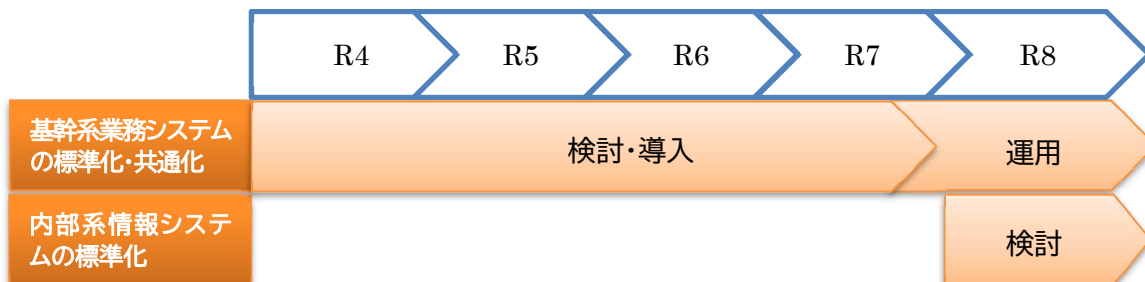 R4
R5
R6
R7
R8
基幹系業務システム
の標準化・共通化
検討・導入
運用
内部系情報システ
ムの標準化
検討